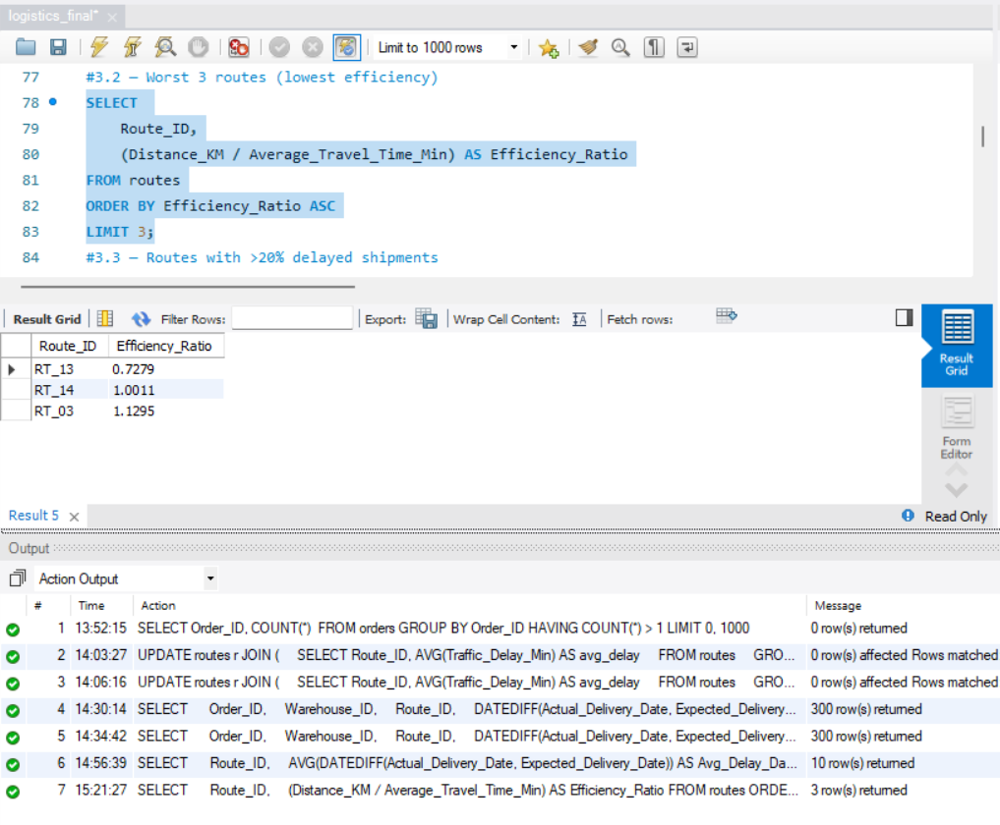 logistics_final*
Limit to 1000 rows
77 #3.2 – Worst 3 routes (lowest efficiency)
78 SELECT
79 Route_ID,
80 (Distance_KM / Average_Travel_Time_Min) AS Efficiency_Ratio
81 FROM routes
82 ORDER BY Efficiency_Ratio ASC
83 LIMIT 3;
84 #3.3 – Routes with >20% delayed shipments
Result Grid Filter Rows: Export: Wrap Cell Content: IA Fetch rows:
Route_ID Efficiency_Ratio
RT_13 0.7279
RT_14 1.0011
RT_03 1.1295
Result
Grid
Form
Editor
Result 5 Read Only
Output
Action Output
# Time Action Message
1 13:52:15 SELECT Order_ID, COUNT(*) FROM orders GROUP BY Order_ID HAVING COUNT(*) > 1 LIMIT 0, 1000 0 row(s) returned
2 14:03:27 UPDATE routes r JOIN ( SELECT Route_ID, AVG(Traffic_Delay_Min) AS avg_delay FROM routes GRO... 0 row(s) affected Rows matched
3 14:06:16 UPDATE routes r JOIN ( SELECT Route_ID, AVG(Traffic_Delay_Min) AS avg_delay FROM routes GRO... 0 row(s) affected Rows matched
4 14:30:14 SELECT Order_ID, Warehouse_ID, Route_ID, DATEDIFF(Actual_Delivery_Date, Expected_Delivery... 300 row(s) returned
5 14:34:42 SELECT Order_ID, Warehouse_ID, Route_ID, DATEDIFF(Actual_Delivery_Date, Expected_Delivery... 300 row(s) returned
6 14:56:39 SELECT Route_ID, AVG(DATEDIFF(Actual_Delivery_Date, Expected_Delivery_Date)) AS Avg_Delay_Da... 10 row(s) returned
7 15:21:27 SELECT Route_ID, (Distance_KM / Average_Travel_Time_Min) AS Efficiency_Ratio FROM routes ORDE... 3 row(s) returned